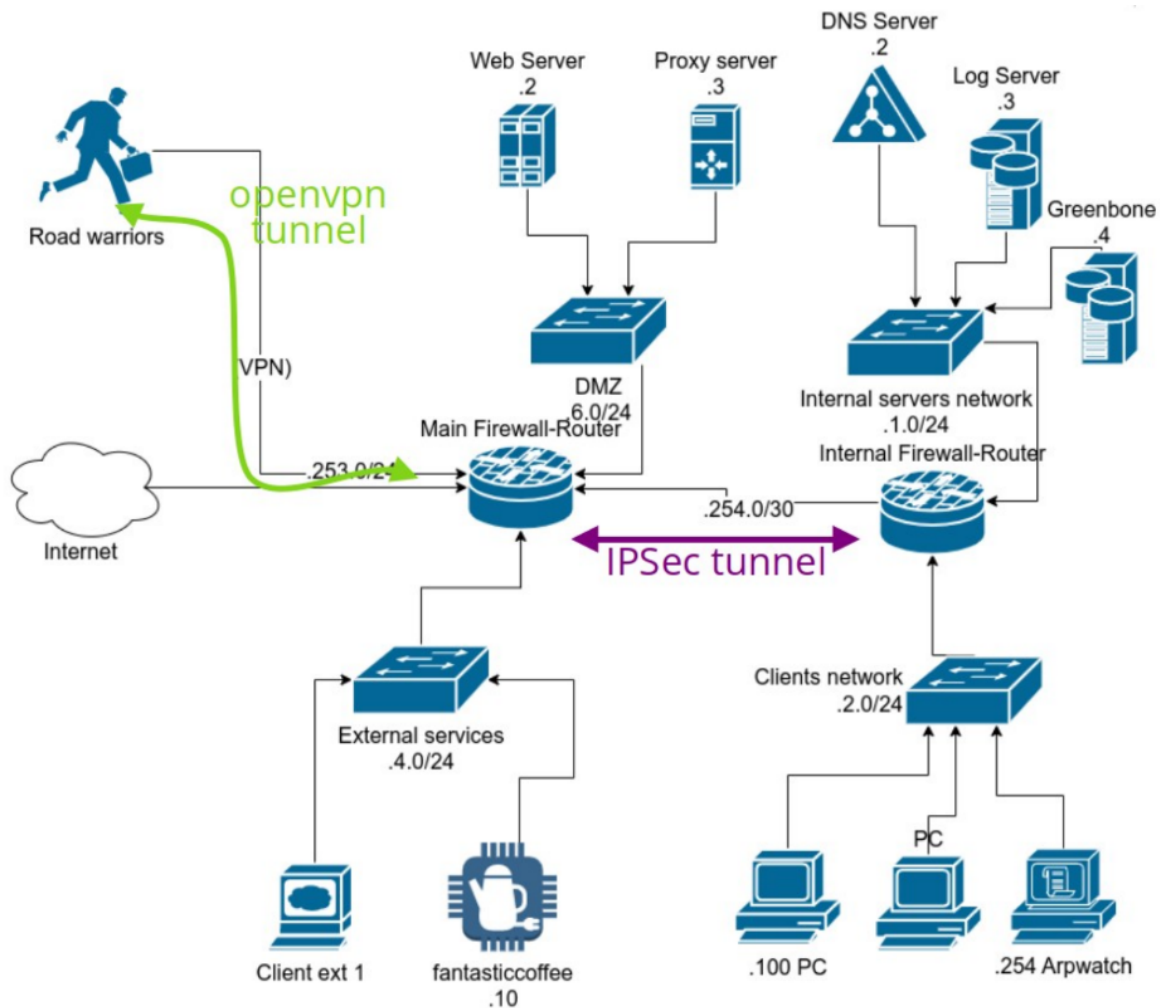 DNS Server
.2
Web Server
.2
Proxy server
.3
Log Server
.3
Greenbone
.4
openvpn
tunnel
Road warriors
VPN)
DMZ
.6.0/24
Internal servers network
.1.0/24
Main Firewall-Router
Internal Firewall-Router
.253.0/24
.254.0/30
Internet
IPSec tunnel
Clients network
.2.0/24
External services
.4.0/24
PC
Client ext 1
fantasticcoffee
.10
.100 PC
.254 Arpwatch